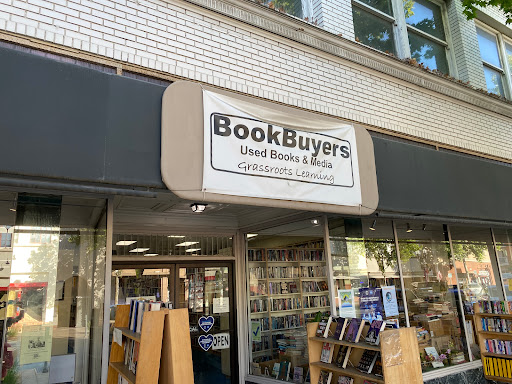 BookBuyers
Used Books & Media
Grassroots Learning
OPEN